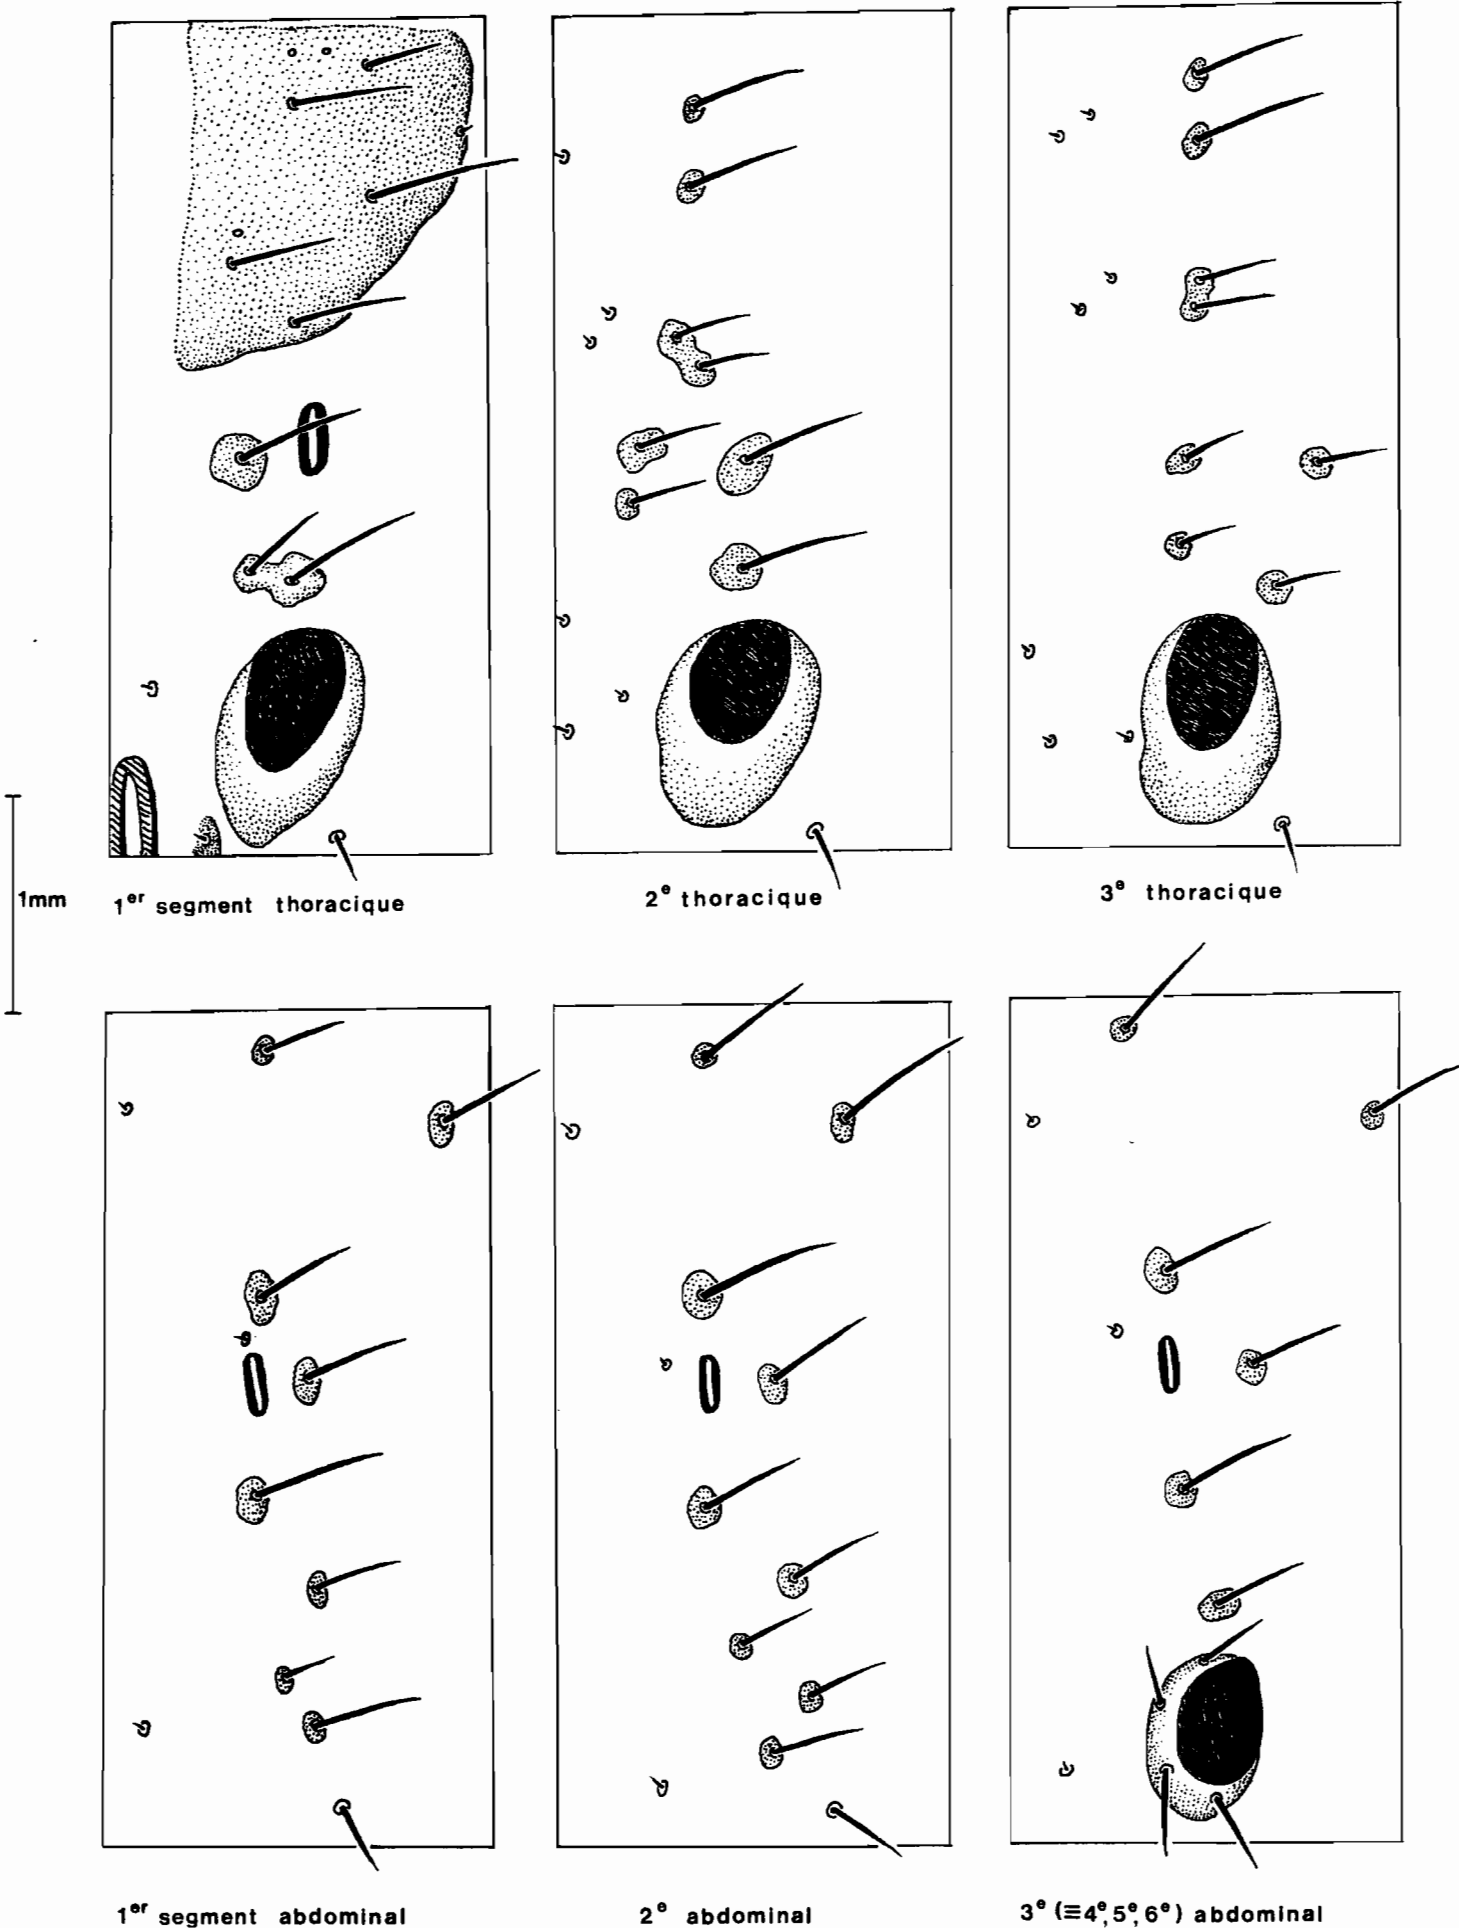 1mm
1er segment thoracique
2e thoracique
3e thoracique
1er segment abdominal
2e abdominal
3e (≡4e, 5e, 6e) abdominal